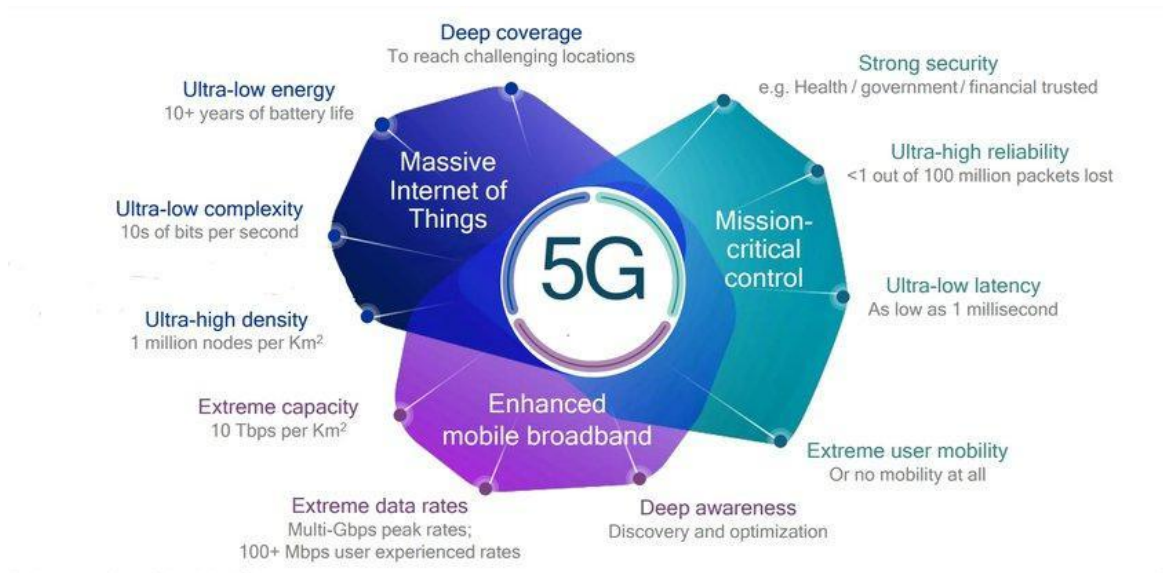 Deep coverage
To reach challenging locations
Ultra-low energy
10+ years of battery life
Ultra-low complexity
10s of bits per second
Ultra-high density
1 million nodes per Km²
Massive
Internet of
Things
Strong security
e.g. Health / government / financial trusted
Ultra-high reliability
<1 out of 100 million packets lost
Mission-
critical
control
Ultra-low latency
As low as 1 millisecond
Extreme user mobility
Or no mobility at all
5G
Enhanced
mobile broadband
Extreme capacity
10 Tbps per Km²
Extreme data rates
Multi-Gbps peak rates;
100+ Mbps user experienced rates
Deep awareness
Discovery and optimization